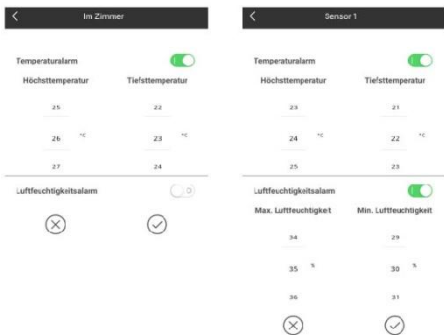 Im Zimmer
Temperaturalarm
Höchsttemperatur Tiefsttemperatur
25 22
26 °C 23 °C
27 24
Luftfeuchtigkeitsalarm
Sensor 1
Temperaturalarm
Höchsttemperatur Tiefsttemperatur
23 21
24 °C 22 °C
25 23
Luftfeuchtigkeitsalarm
Max. Luftfeuchtigkeit Min. Luftfeuchtigkeit
34 29
35 % 30 %
36 31